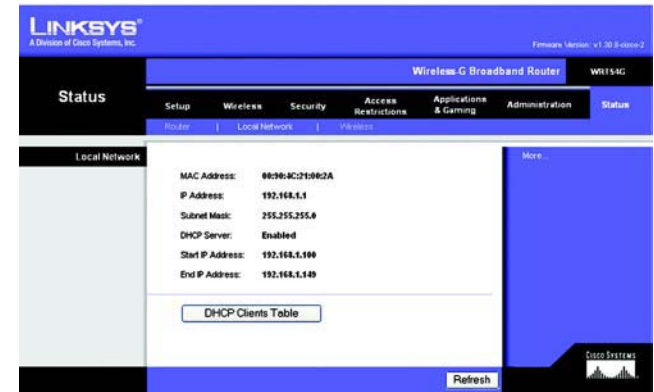 LINKSYS®
A Division of Cisco Systems, Inc.
Firmware Version: v1.30.8-cisco-2
Wireless-G Broadband Router WRT54G
Status
Setup Wireless Security Access Restrictions Applications & Gaming Administration Status
Router | Local Network | Wireless
Local Network
More...
MAC Address: 00:90:4C:21:00:2A
IP Address: 192.168.1.1
Subnet Mask: 255.255.255.0
DHCP Server: Enabled
Start IP Address: 192.168.1.100
End IP Address: 192.168.1.149
DHCP Clients Table
Refresh
CISCO SYSTEMS